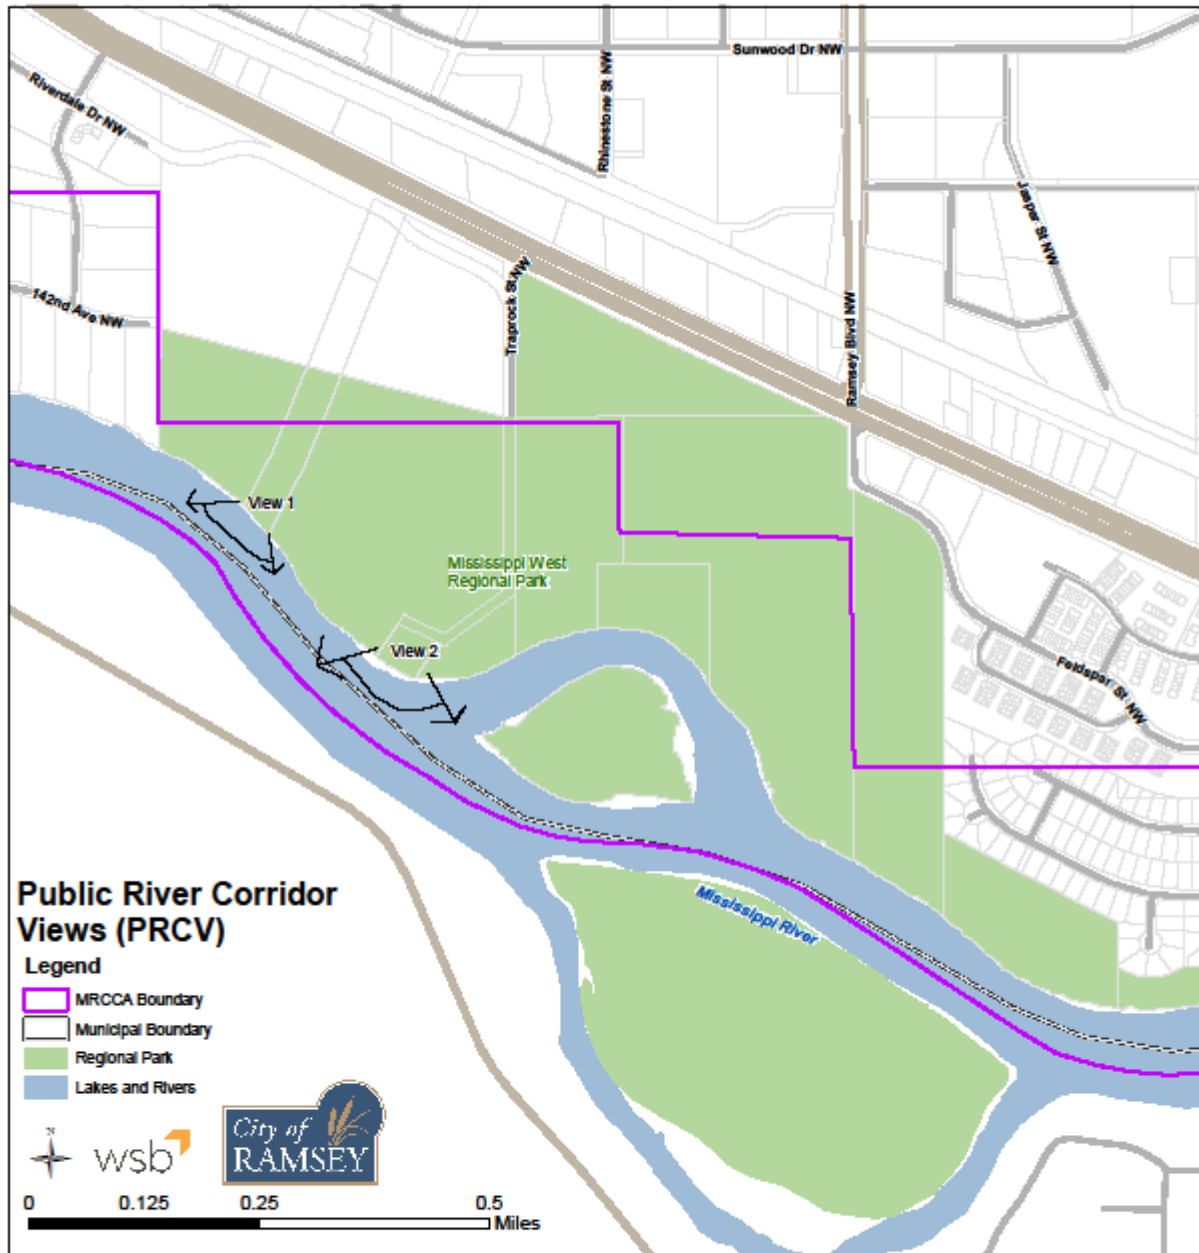 Sunwood Dr NW
Rhinestone St NW
Riverdale Dr NW
Jasper St NW
Traprock St NW
Ramsey Blvd NW
142nd Ave NW
View 1
Mississippi West
Regional Park
View 2
Feldspar St NW
Mississippi River
Public River Corridor
Views (PRCV)
Legend
MRCCA Boundary
Municipal Boundary
Regional Park
Lakes and Rivers
N
wsb
City of
RAMSEY
0 0.125 0.25 0.5
Miles